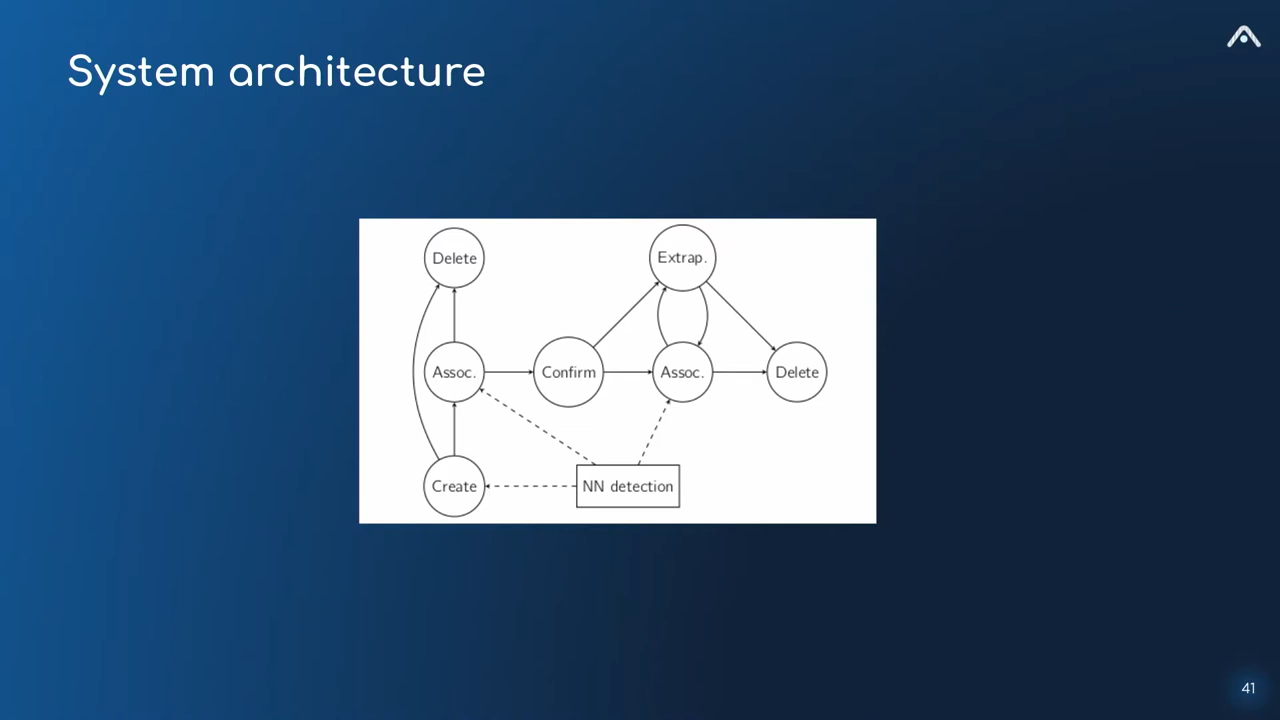 System architecture
Delete
Extrap.
Assoc.
Confirm
Assoc.
Delete
Create
NN detection
41